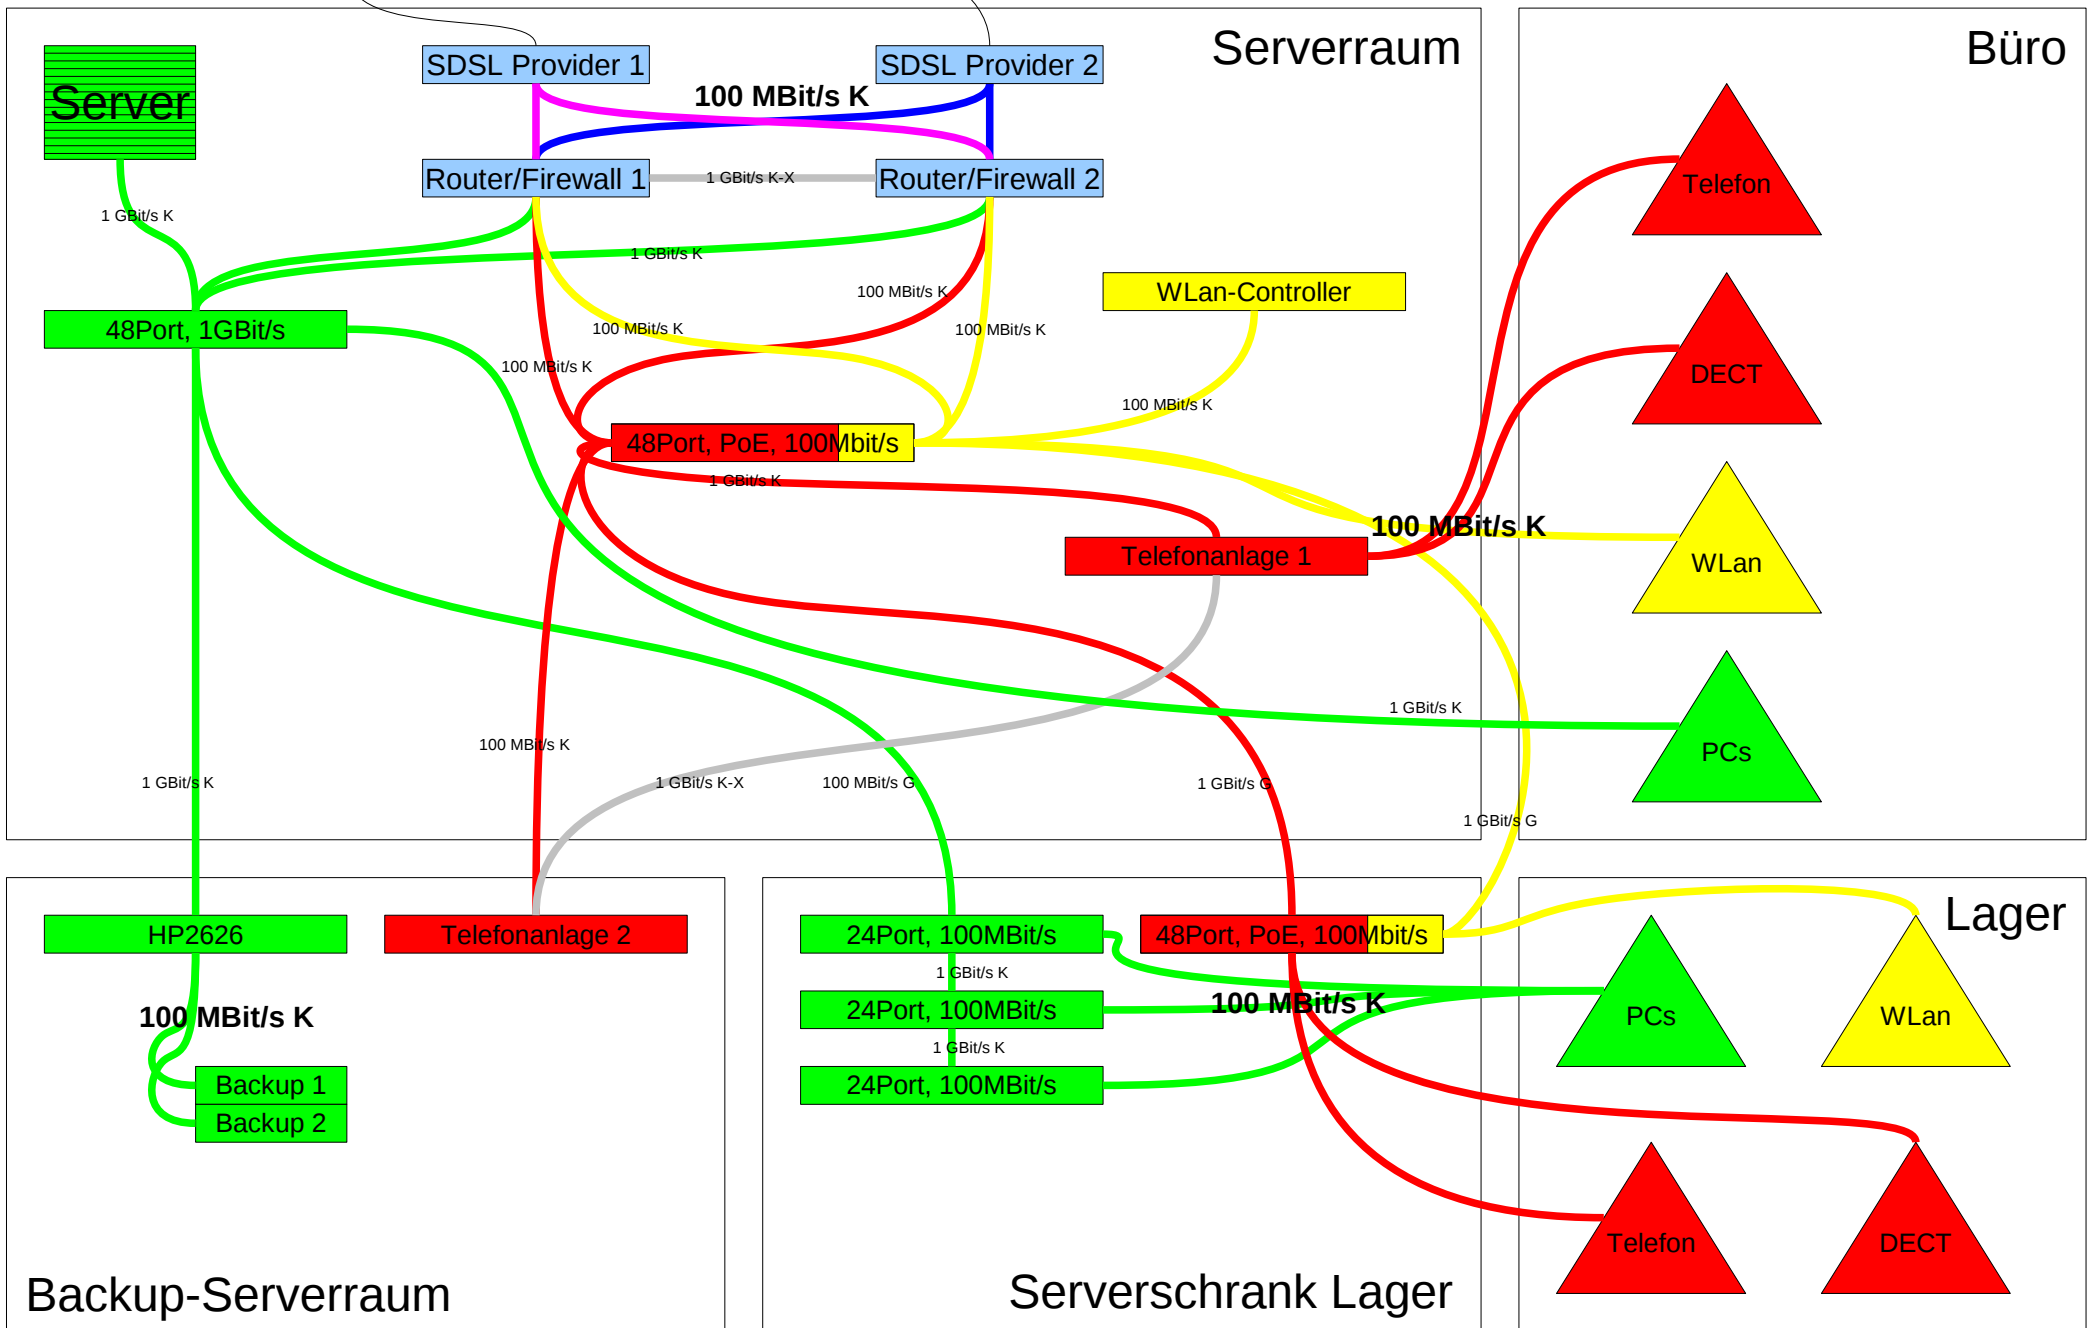 Serverraum
Büro
SDSL Provider 1
SDSL Provider 2
Server
100 MBit/s K
Router/Firewall 1
1 GBit/s K-X
Router/Firewall 2
Telefon
1 GBit/s K
1 GBit/s K
100 MBit/s K
WLan-Controller
48Port, 1GBit/s
100 MBit/s K
100 MBit/s K
100 MBit/s K
DECT
100 MBit/s K
48Port, PoE, 100Mbit/s
1 GBit/s K
100 MBit/s K
Telefonanlage 1
WLan
1 GBit/s K
100 MBit/s K
PCs
1 GBit/s K
1 GBit/s K-X
100 MBit/s G
1 GBit/s G
1 GBit/s G
Lager
HP2626
Telefonanlage 2
24Port, 100MBit/s
48Port, PoE, 100Mbit/s
1 GBit/s K
100 MBit/s K
24Port, 100MBit/s
100 MBit/s K
PCs
WLan
1 GBit/s K
Backup 1
24Port, 100MBit/s
Backup 2
Telefon
DECT
Backup-Serverraum
Serverschrank Lager